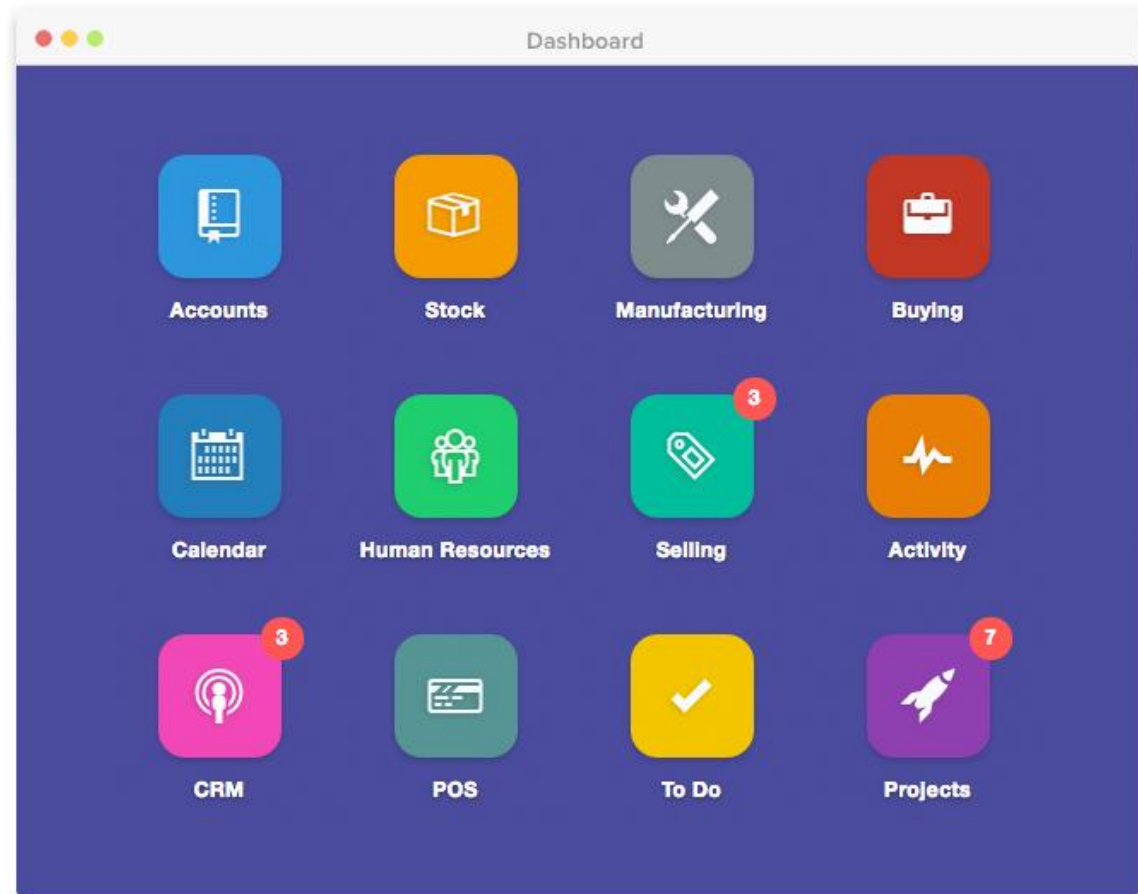 Dashboard
Accounts
Stock
Manufacturing
Buying
3
Calendar
Human Resources
Selling
Activity
3
7
CRM
POS
To Do
Projects